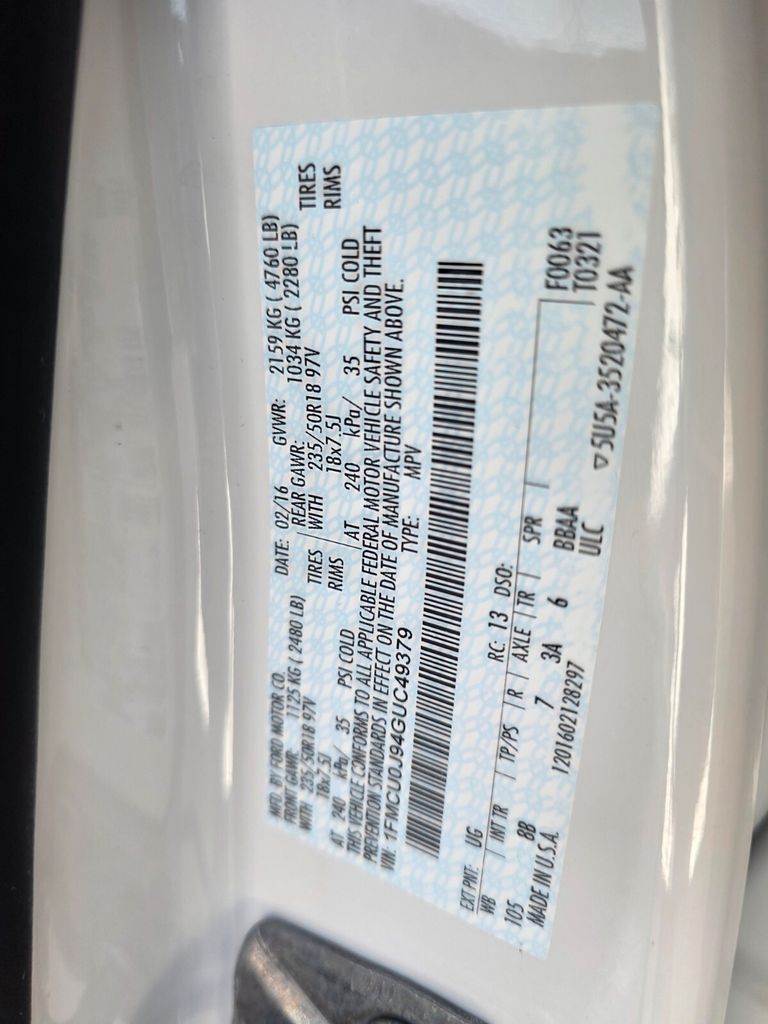 MFD. BY FORD MOTOR CO.
DATE: 02/16 GVWR: 2159 KG ( 4760 LB)
FRONT GAWR: 1125 KG ( 2480 LB) REAR GAWR: 1034 KG ( 2280 LB)
WITH 235/50R18 97V TIRES WITH 235/50R18 97V TIRES
18x7.5J RIMS 18x7.5J RIMS
AT 240 kPa/ 35 PSI COLD AT 240 kPa/ 35 PSI COLD
THIS VEHICLE CONFORMS TO ALL APPLICABLE FEDERAL MOTOR VEHICLE SAFETY AND THEFT
PREVENTION STANDARDS IN EFFECT ON THE DATE OF MANUFACTURE SHOWN ABOVE.
VIN: 1FMCU0J94GUC49379 TYPE: MPV
EXT PNT: UG RC: 13 DSO:
WB INT TR TP/PS R AXLE TR SPR
105 8B 7 3A 6 BBAA F0063
MADE IN U.S.A. 1201602128297 ULC T0321
▽5U5A-3520472-AA